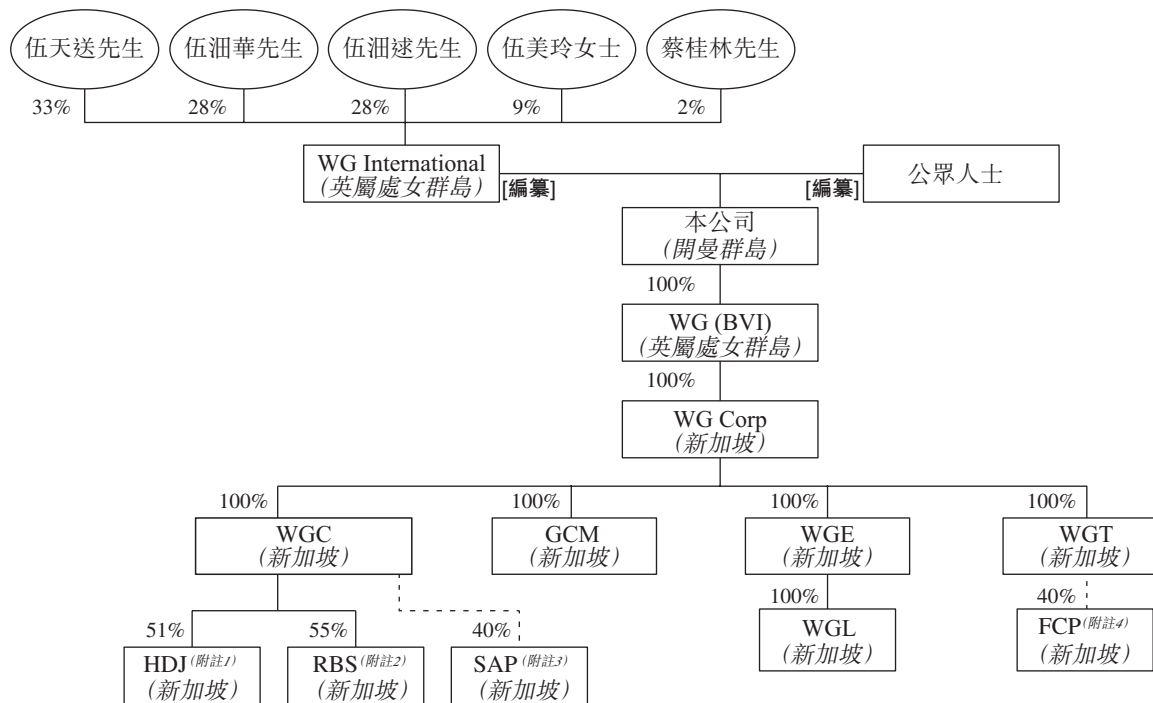 伍天送先生
伍泏華先生
伍泏逑先生
伍美玲女士
蔡桂林先生
33%
28%
28%
9%
2%
WG International
(英屬處女群島)
[編纂]
[編纂]
公眾人士
本公司
(開曼群島)
100%
WG (BVI)
(英屬處女群島)
100%
WG Corp
(新加坡)
100%
100%
100%
100%
WGC
(新加坡)
GCM
(新加坡)
WGE
(新加坡)
WGT
(新加坡)
51%
55%
40%
100%
40%
HDJ(附註1)
(新加坡)
RBS(附註2)
(新加坡)
SAP(附註3)
(新加坡)
WGL
(新加坡)
FCP(附註4)
(新加坡)